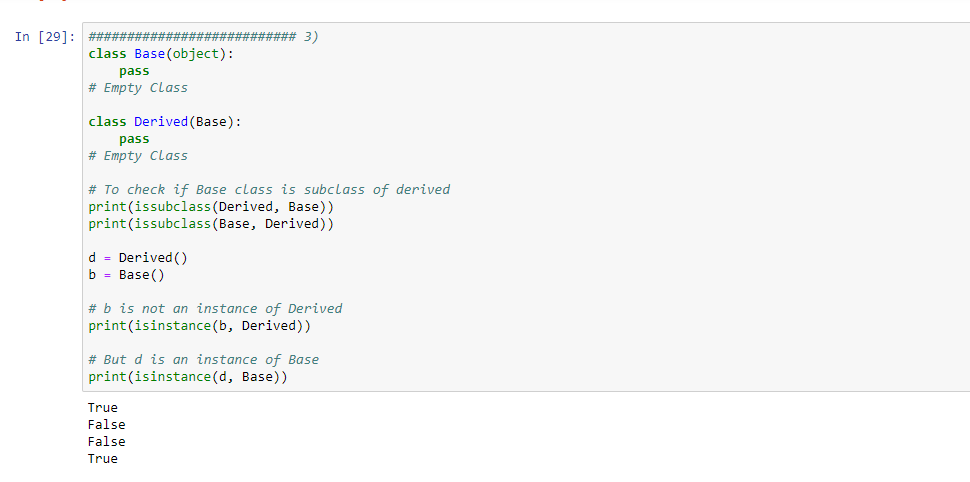 In [29]: ########################### 3)
class Base(object):
    pass
# Empty Class

class Derived(Base):
    pass
# Empty Class

# To check if Base class is subclass of derived
print(issubclass(Derived, Base))
print(issubclass(Base, Derived))

d = Derived()
b = Base()

# b is not an instance of Derived
print(isinstance(b, Derived))

# But d is an instance of Base
print(isinstance(d, Base))
True
False
False
True